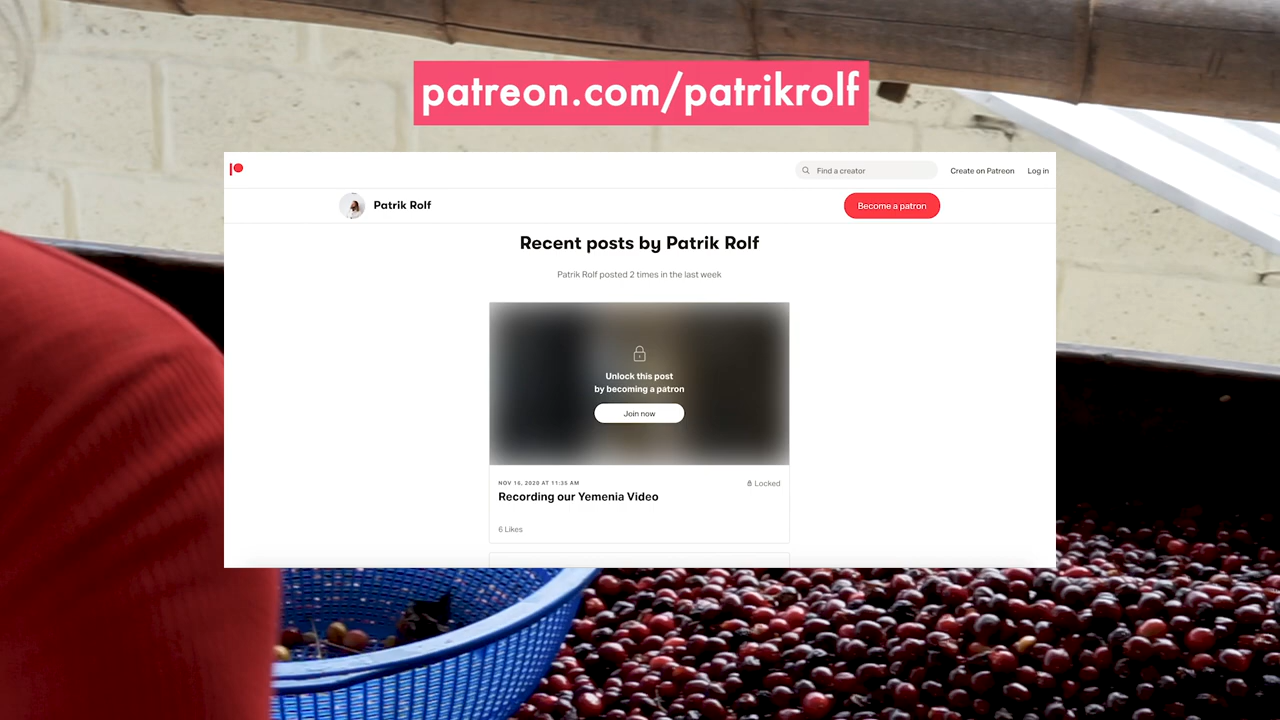 patreon.com/patrikrolf
Find a creator
Create on Patreon
Log in
Patrik Rolf
Become a patron
Recent posts by Patrik Rolf
Patrik Rolf posted 2 times in the last week
Unlock this post
by becoming a patron
Join now
NOV 16, 2020 AT 11:35 AM
Locked
Recording our Yemenia Video
6 Likes